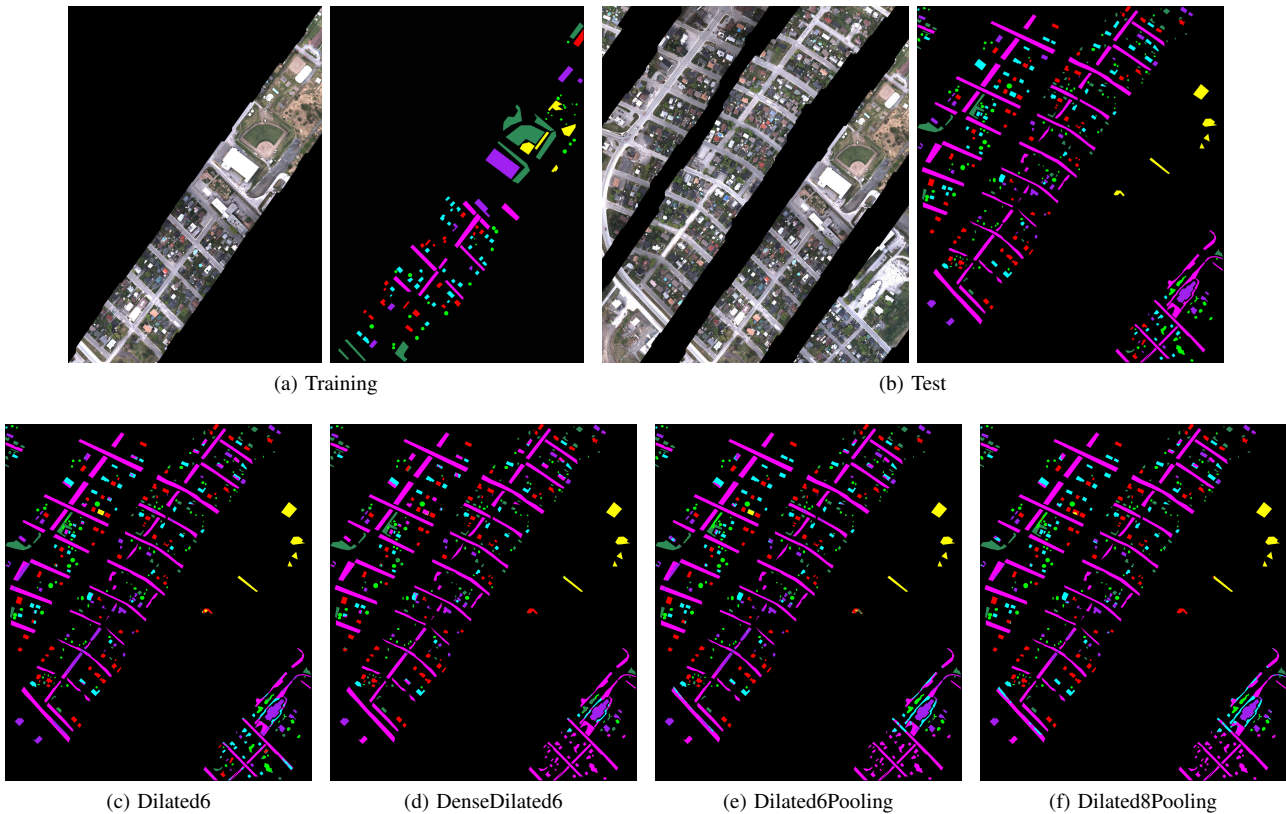 (a) Training
(b) Test
(c) Dilated6
(d) DenseDilated6
(e) Dilated6Pooling
(f) Dilated8Pooling